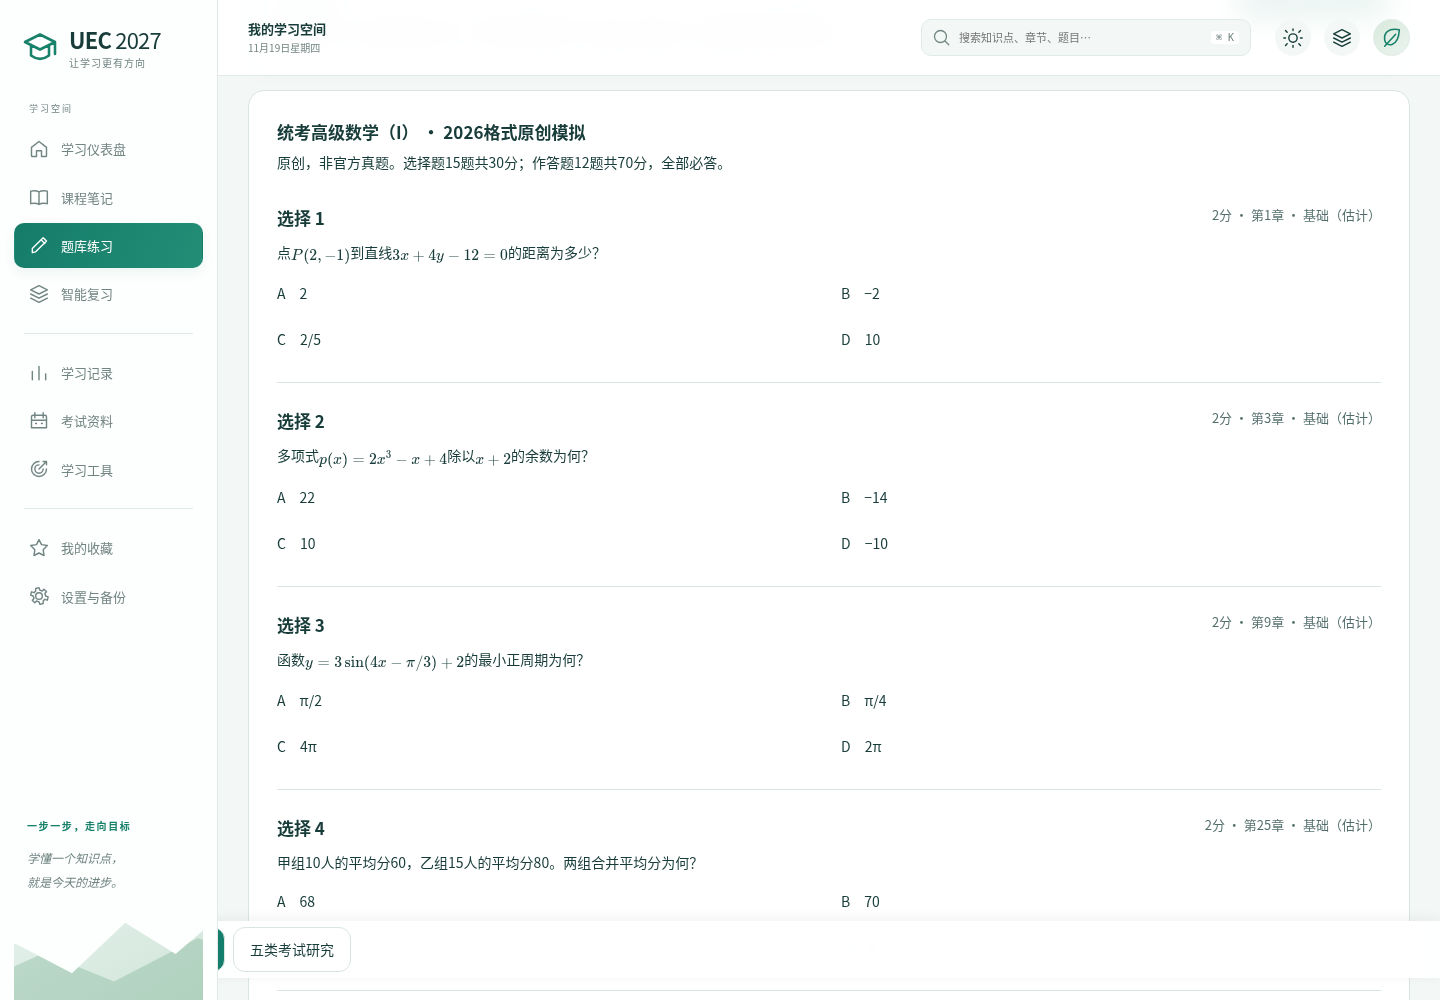 UEC 2027
让学习更有方向
学习空间
学习仪表盘
课程笔记
题库练习
智能复习
学习记录
考试资料
学习工具
我的收藏
设置与备份
一步一步，走向目标
学懂一个知识点，
就是今天的进步。
我的学习空间
11月19日星期四
搜索知识点、章节、题目… ⌘ K
统考高级数学（I） · 2026格式原创模拟
原创，非官方真题。选择题15题共30分；作答题12题共70分，全部必答。
选择 1
2分 · 第1章 · 基础（估计）
点P(2, −1)到直线3x + 4y − 12 = 0的距离为多少？
A 2
B −2
C 2/5
D 10
选择 2
2分 · 第3章 · 基础（估计）
多项式p(x) = 2x³ − x + 4除以x + 2的余数为何？
A 22
B −14
C 10
D −10
选择 3
2分 · 第9章 · 基础（估计）
函数y = 3 sin(4x − π/3) + 2的最小正周期为何？
A π/2
B π/4
C 4π
D 2π
选择 4
2分 · 第25章 · 基础（估计）
甲组10人的平均分60，乙组15人的平均分80。两组合并平均分为何？
A 68
B 70
五类考试研究